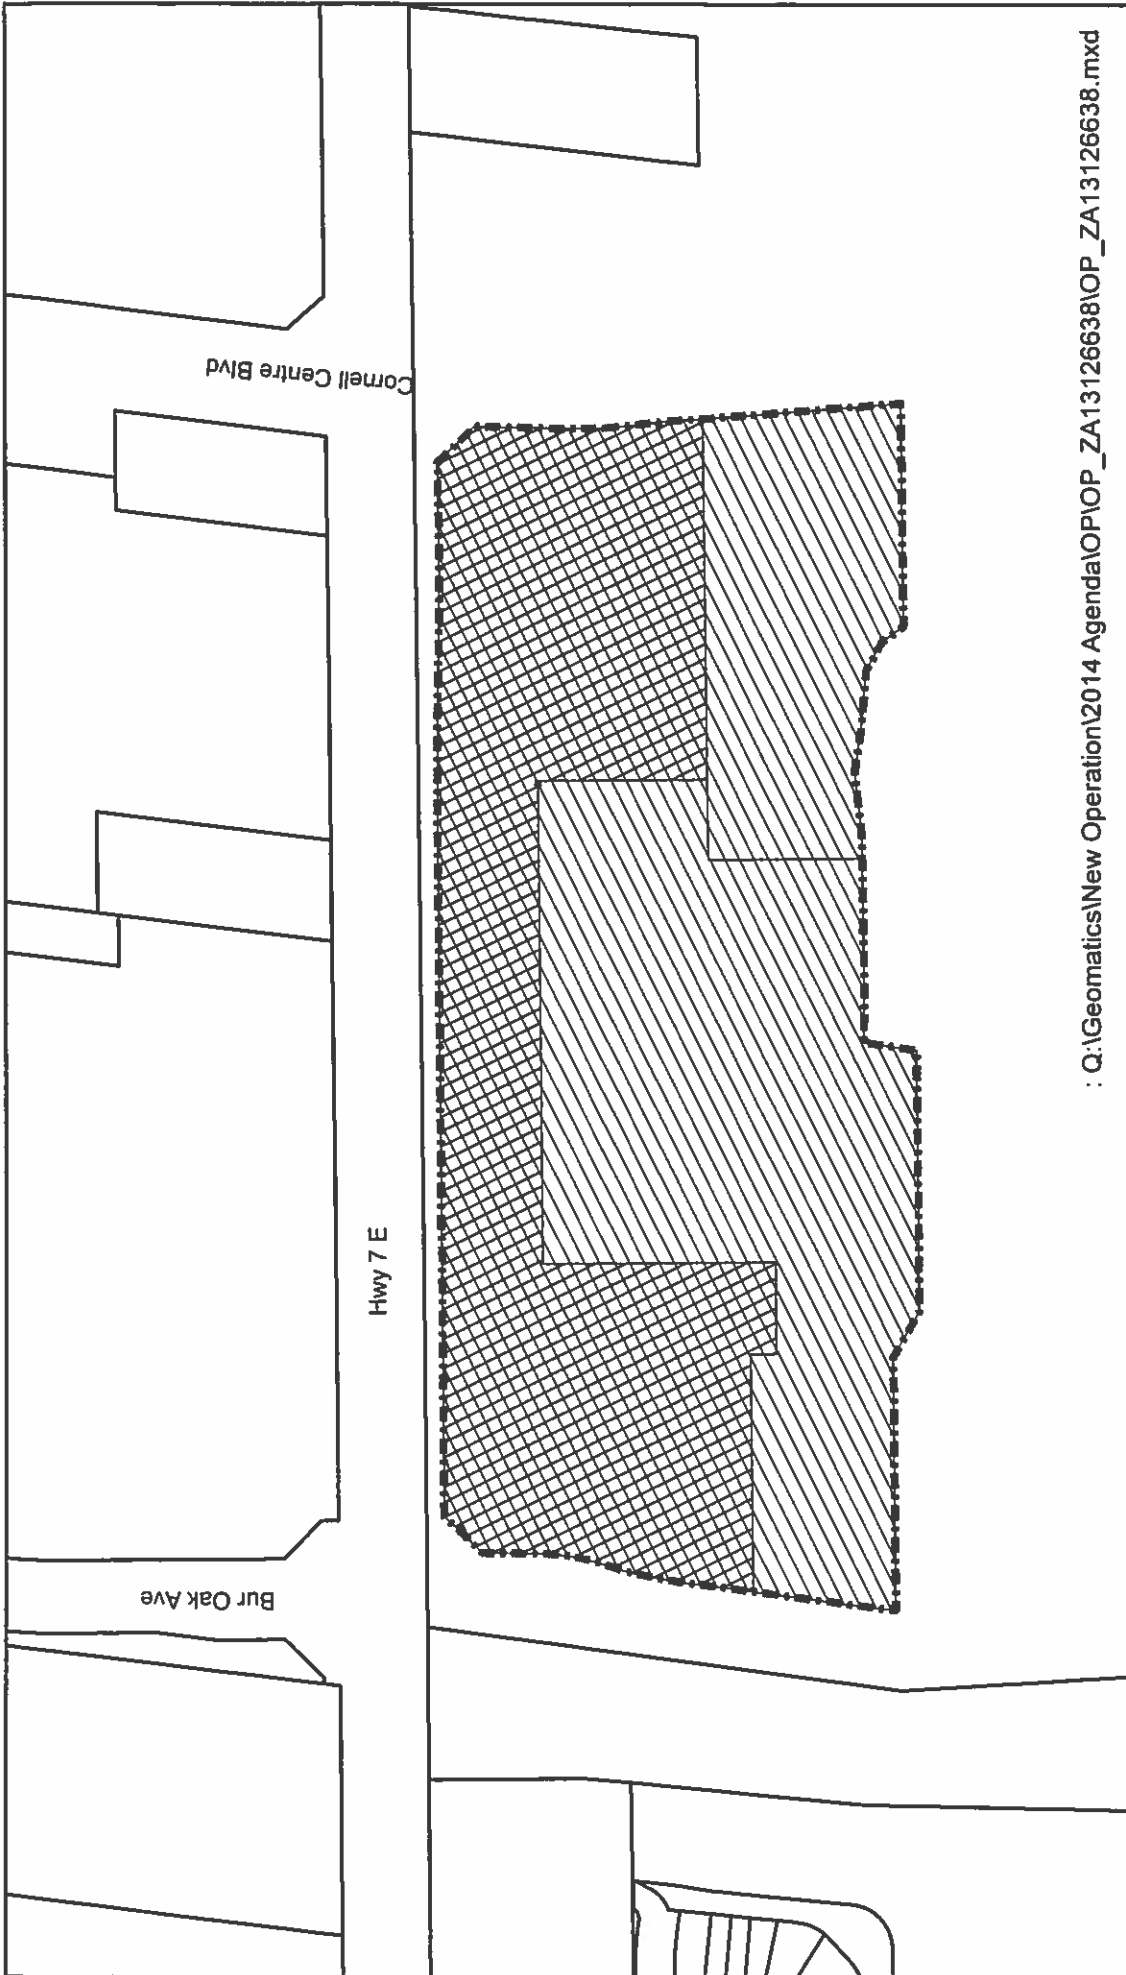 Cornell Centre Blvd
Hwy 7 E
Bur Oak Ave
: Q:\Geomatics\New Operation\2014 Agenda\OP\OP_ZA13126638\OP_ZA13126638.mxd